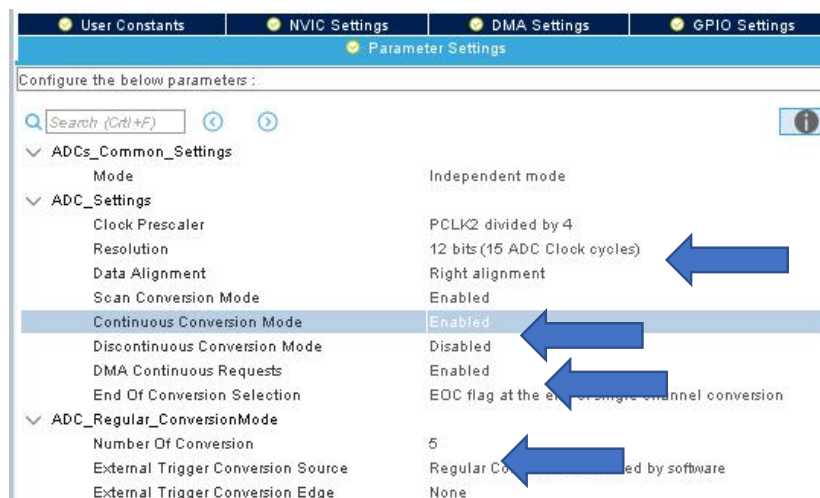 User Constants NVIC Settings DMA Settings GPIO Settings
Parameter Settings
Configure the below parameters :
Search (Crtl+F)
ADCs_Common_Settings
Mode Independent mode
ADC_Settings
Clock Prescaler PCLK2 divided by 4
Resolution 12 bits (15 ADC Clock cycles)
Data Alignment Right alignment
Scan Conversion Mode Enabled
Continuous Conversion Mode Enabled
Discontinuous Conversion Mode Disabled
DMA Continuous Requests Enabled
End Of Conversion Selection EOC flag at the channel conversion
ADC_Regular_ConversionMode
Number Of Conversion 5
External Trigger Conversion Source Regular by software
External Trigger Conversion Edge None